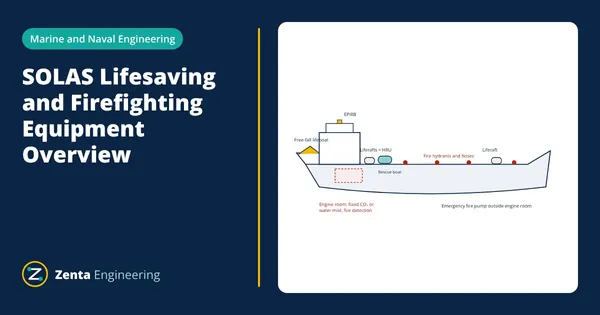 Marine and Naval Engineering
SOLAS Lifesaving
and Firefighting
Equipment
Overview
Zenta Engineering
EPIRB
Free-fall lifeboat
Liferafts + HRU
Fire hydrants and hoses
Liferaft
Rescue boat
Engine room: fixed CO₂ or
water mist, fire detection
Emergency fire pump outside engine room